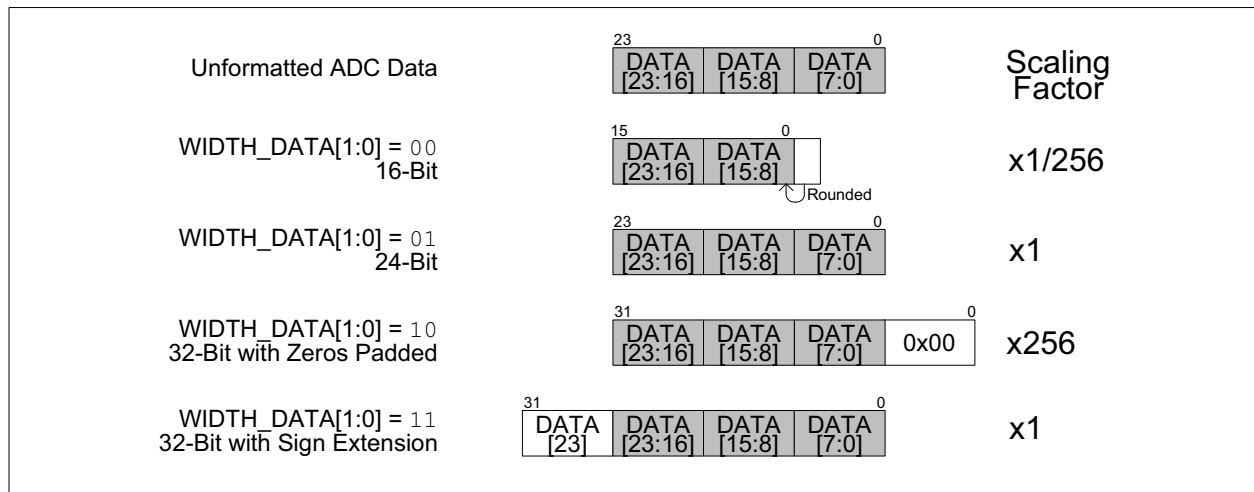 23 0
Unformatted ADC Data DATA [23:16] DATA [15:8] DATA [7:0] Scaling Factor
WIDTH_DATA[1:0] = 00
16-Bit
15 0
DATA [23:16] DATA [15:8]
Rounded
x1/256
WIDTH_DATA[1:0] = 01
24-Bit
23 0
DATA [23:16] DATA [15:8] DATA [7:0]
x1
WIDTH_DATA[1:0] = 10
32-Bit with Zeros Padded
31 0
DATA [23:16] DATA [15:8] DATA [7:0] 0x00
x256
WIDTH_DATA[1:0] = 11
32-Bit with Sign Extension
31 0
DATA [23] DATA [23:16] DATA [15:8] DATA [7:0]
x1